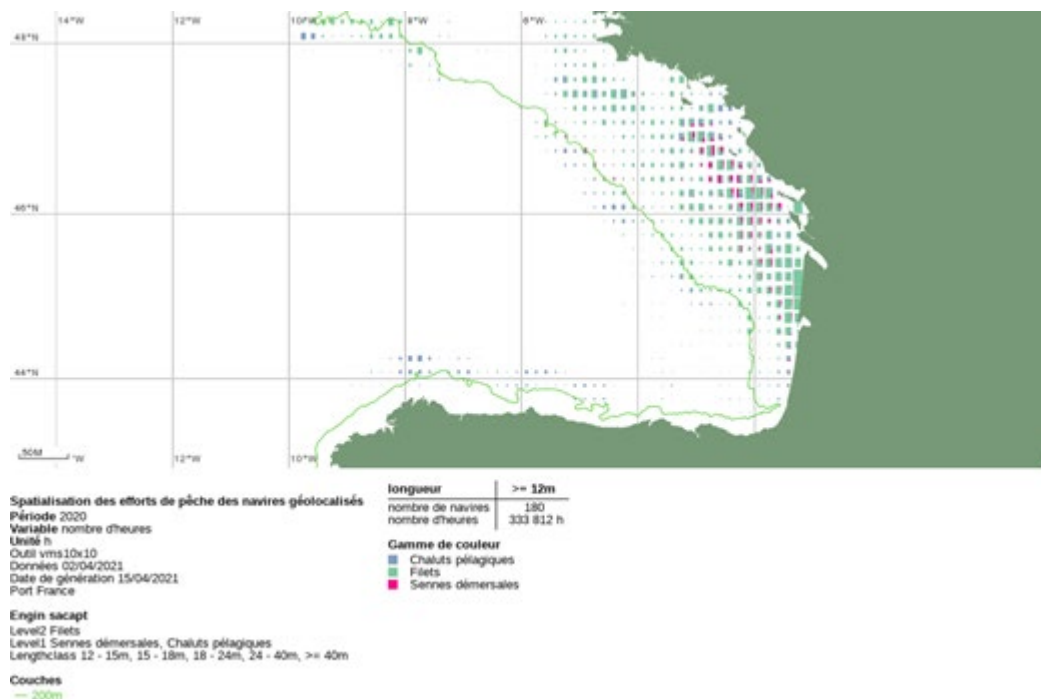 14°W 12°W 10°W 8°W 6°W
48°N
46°N
44°N
50M °W 12°W 10°W
Spatialisation des efforts de pêche des navires géolocalisés
Période 2020
Variable nombre d'heures
Unité h
Outil vms10x10
Données 02/04/2021
Date de génération 15/04/2021
Port France
Engin sacapt
Level2 Filets
Level1 Sennes démersales, Chaluts pélagiques
Lengthclass 12 - 15m, 15 - 18m, 18 - 24m, 24 - 40m, >= 40m
Couches
200m
longueur >= 12m
nombre de navires 180
nombre d'heures 333 812 h
Gamme de couleur
Chaluts pélagiques
Filets
Sennes démersales